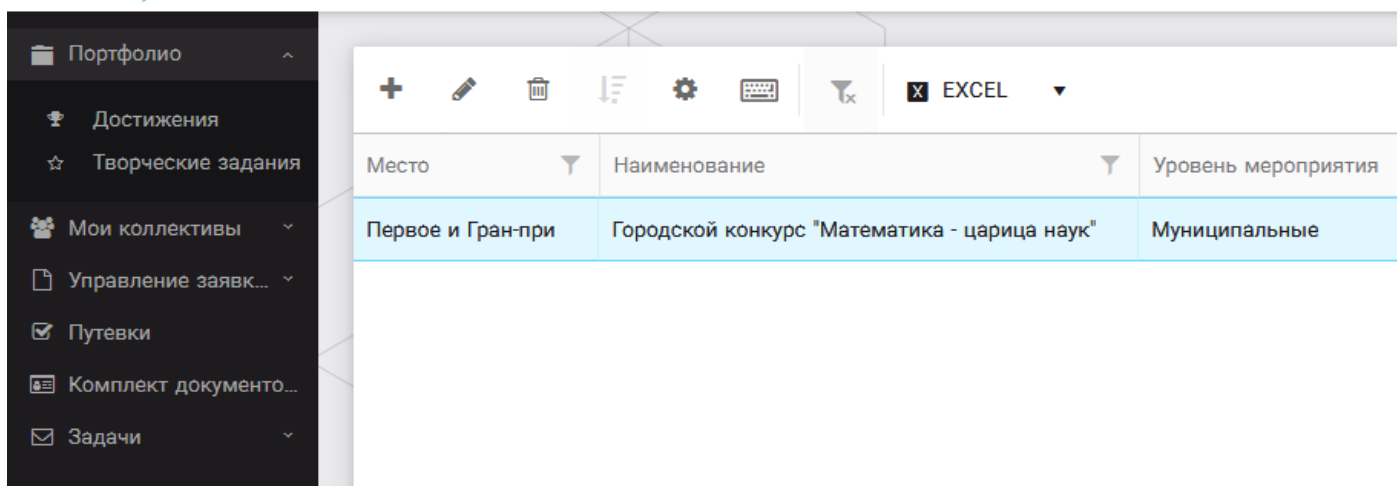 Портфолио
Достижения
Творческие задания
Мои коллективы
Управление заявк...
Путевки
Комплект документо...
Задачи
EXCEL
Место Наименование Уровень мероприятия
Первое и Гран-при Городской конкурс "Математика - царица наук" Муниципальные